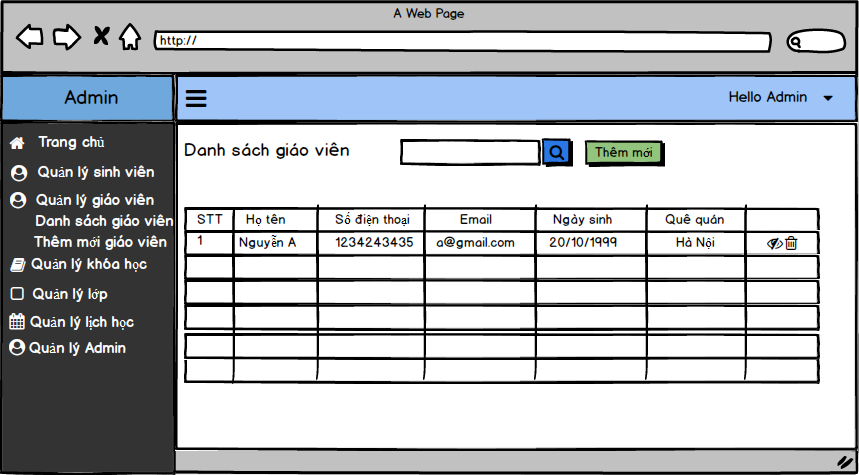 A Web Page
http://
Admin
Hello Admin
Trang chủ
Quản lý sinh viên
Quản lý giáo viên
Danh sách giáo viên
Thêm mới giáo viên
Quản lý khóa học
Quản lý lớp
Quản lý lịch học
Quản lý Admin
Danh sách giáo viên
Thêm mới
STT Họ tên Số điện thoại Email Ngày sinh Quê quán
1 Nguyễn A 1234243435 a@gmail.com 20/10/1999 Hà Nội